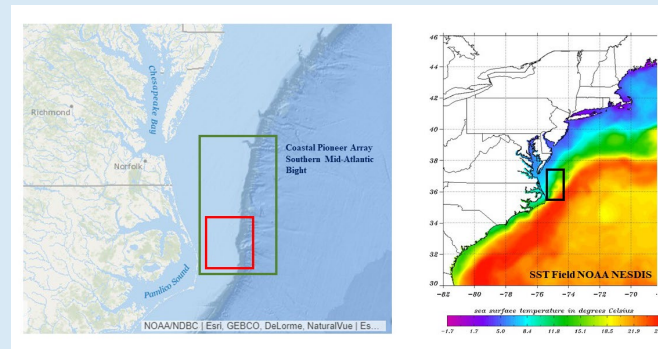 Chesapeake Bay
Richmond
Norfolk
Coastal Pioneer Array
Southern Mid-Atlantic
Bight
Pamlico Sound
NOAA/NDBC | Esri, GEBCO, DeLorme, NaturalVue | Es...
46
44
42
40
38
36
34
32
30
-82 -80 -78 -76 -74 -72 -70 -68
SST Field NOAA NESDIS
sea surface temperature in degrees Celsius
-1.7 1.7 5.0 8.4 11.8 15.1 18.5 21.9